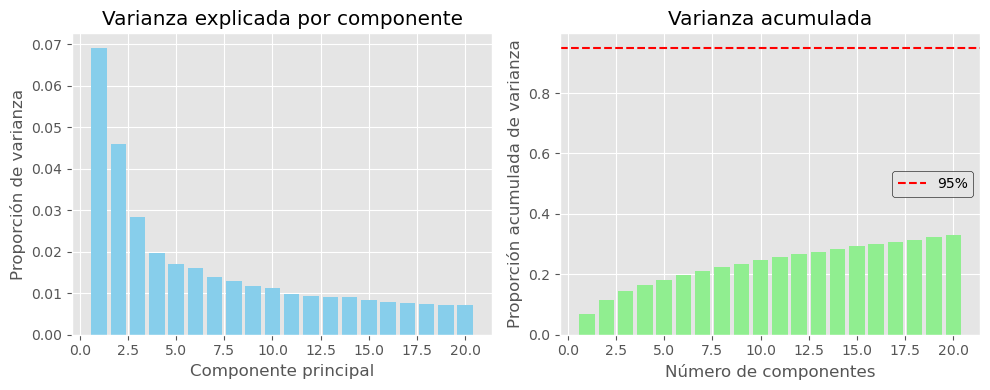 Varianza explicada por componente
Proporción de varianza
0.07
0.06
0.05
0.04
0.03
0.02
0.01
0.00
0.0 2.5 5.0 7.5 10.0 12.5 15.0 17.5 20.0
Componente principal
Varianza acumulada
Proporción acumulada de varianza
0.8
0.6
0.4
0.2
0.0
95%
0.0 2.5 5.0 7.5 10.0 12.5 15.0 17.5 20.0
Número de componentes